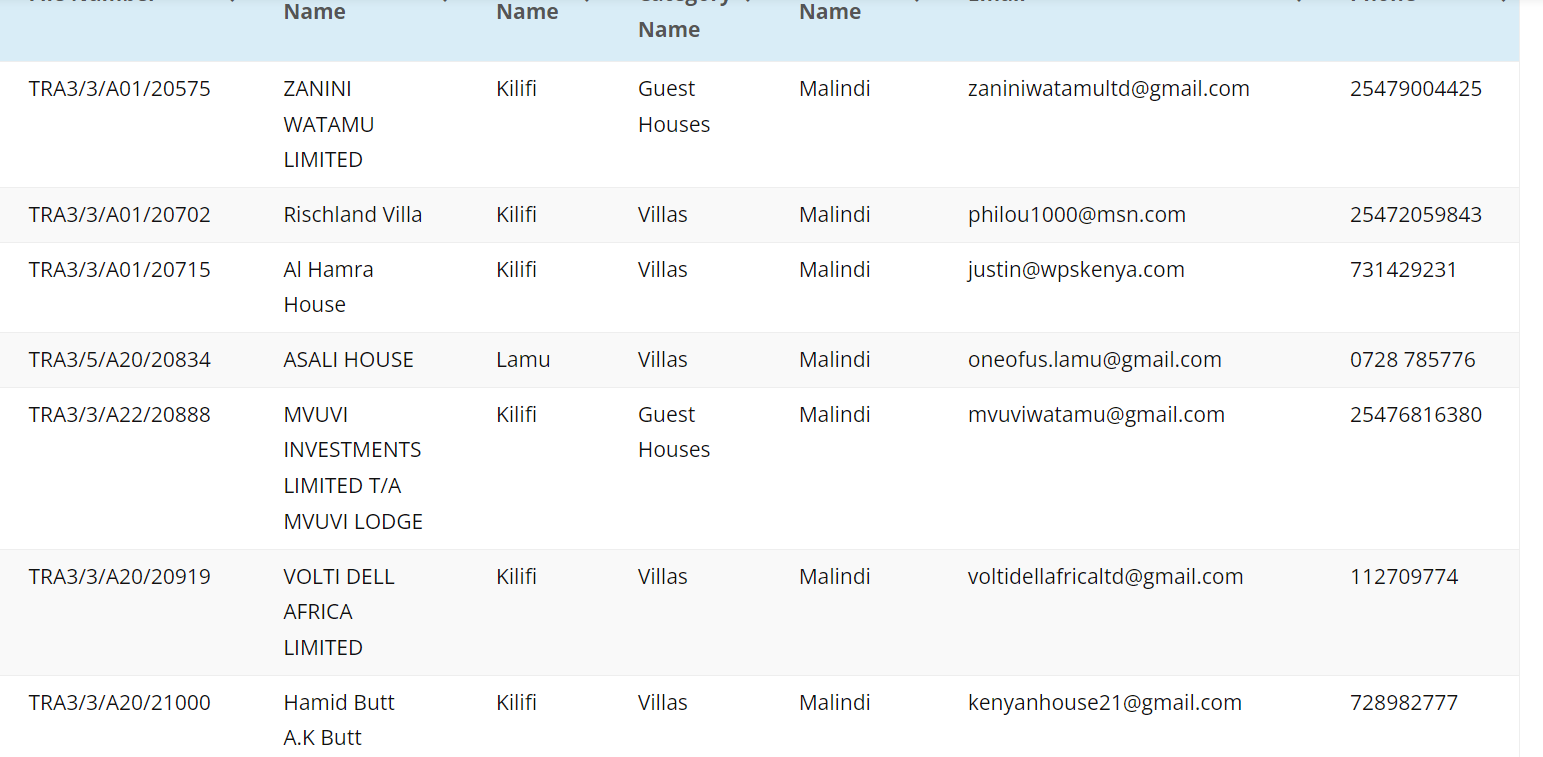 Name Name Name
Name
TRA3/3/A01/20575 ZANINI Kilifi Guest Malindi zaniniwatamultd@gmail.com 25479004425
WATAMU Houses
LIMITED
TRA3/3/A01/20702 Rischland Villa Kilifi Villas Malindi philou1000@msn.com 25472059843
TRA3/3/A01/20715 Al Hamra Kilifi Villas Malindi justin@wpskenya.com 731429231
House
TRA3/5/A20/20834 ASALI HOUSE Lamu Villas Malindi oneofus.lamu@gmail.com 0728 785776
TRA3/3/A22/20888 MVUVI Kilifi Guest Malindi mvuviwatamu@gmail.com 25476816380
INVESTMENTS Houses
LIMITED T/A
MVUVI LODGE
TRA3/3/A20/20919 VOLTI DELL Kilifi Villas Malindi voltidellafricaltd@gmail.com 112709774
AFRICA
LIMITED
TRA3/3/A20/21000 Hamid Butt Kilifi Villas Malindi kenyanhouse21@gmail.com 728982777
A.K Butt